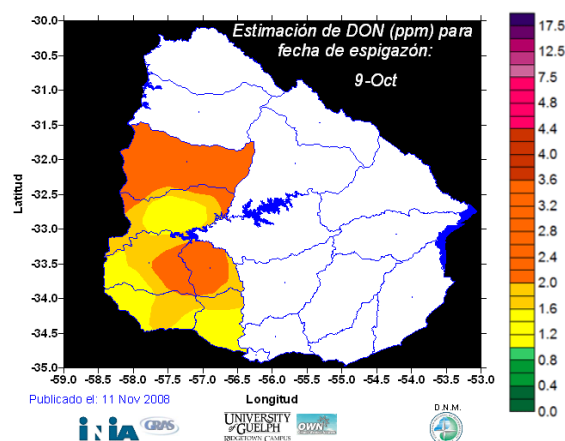 Estimación de DON (ppm) para
fecha de espigazón:
9-Oct
-30.0
-30.5
-31.0
-31.5
-32.0
-32.5
-33.0
-33.5
-34.0
-34.5
-35.0
Latitud
-59.0 -58.5 -58.0 -57.5 -57.0 -56.5 -56.0 -55.5 -55.0 -54.5 -54.0 -53.5 -53.0
Longitud
17.5
12.5
7.5
4.8
4.4
4.0
3.6
3.2
2.8
2.4
2.0
1.6
1.2
0.8
0.4
0.0
Publicado el: 11 Nov 2008
iNiA
GRAS
UNIVERSITY
of GUELPH
RIDGETOWN CAMPUS
OWN
D.N.M.